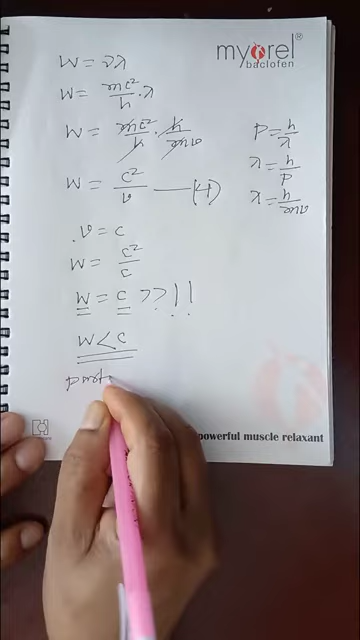 myorel®
baclofen
W = νλ
W = mc²/h · λ
W = mc²/h · h/mv
W = c²/v —— (4)
P = h/λ
λ = h/P
λ = h/mv
. v = c
W = c²/c
W = c ??!!
W < c
powerful muscle relaxant